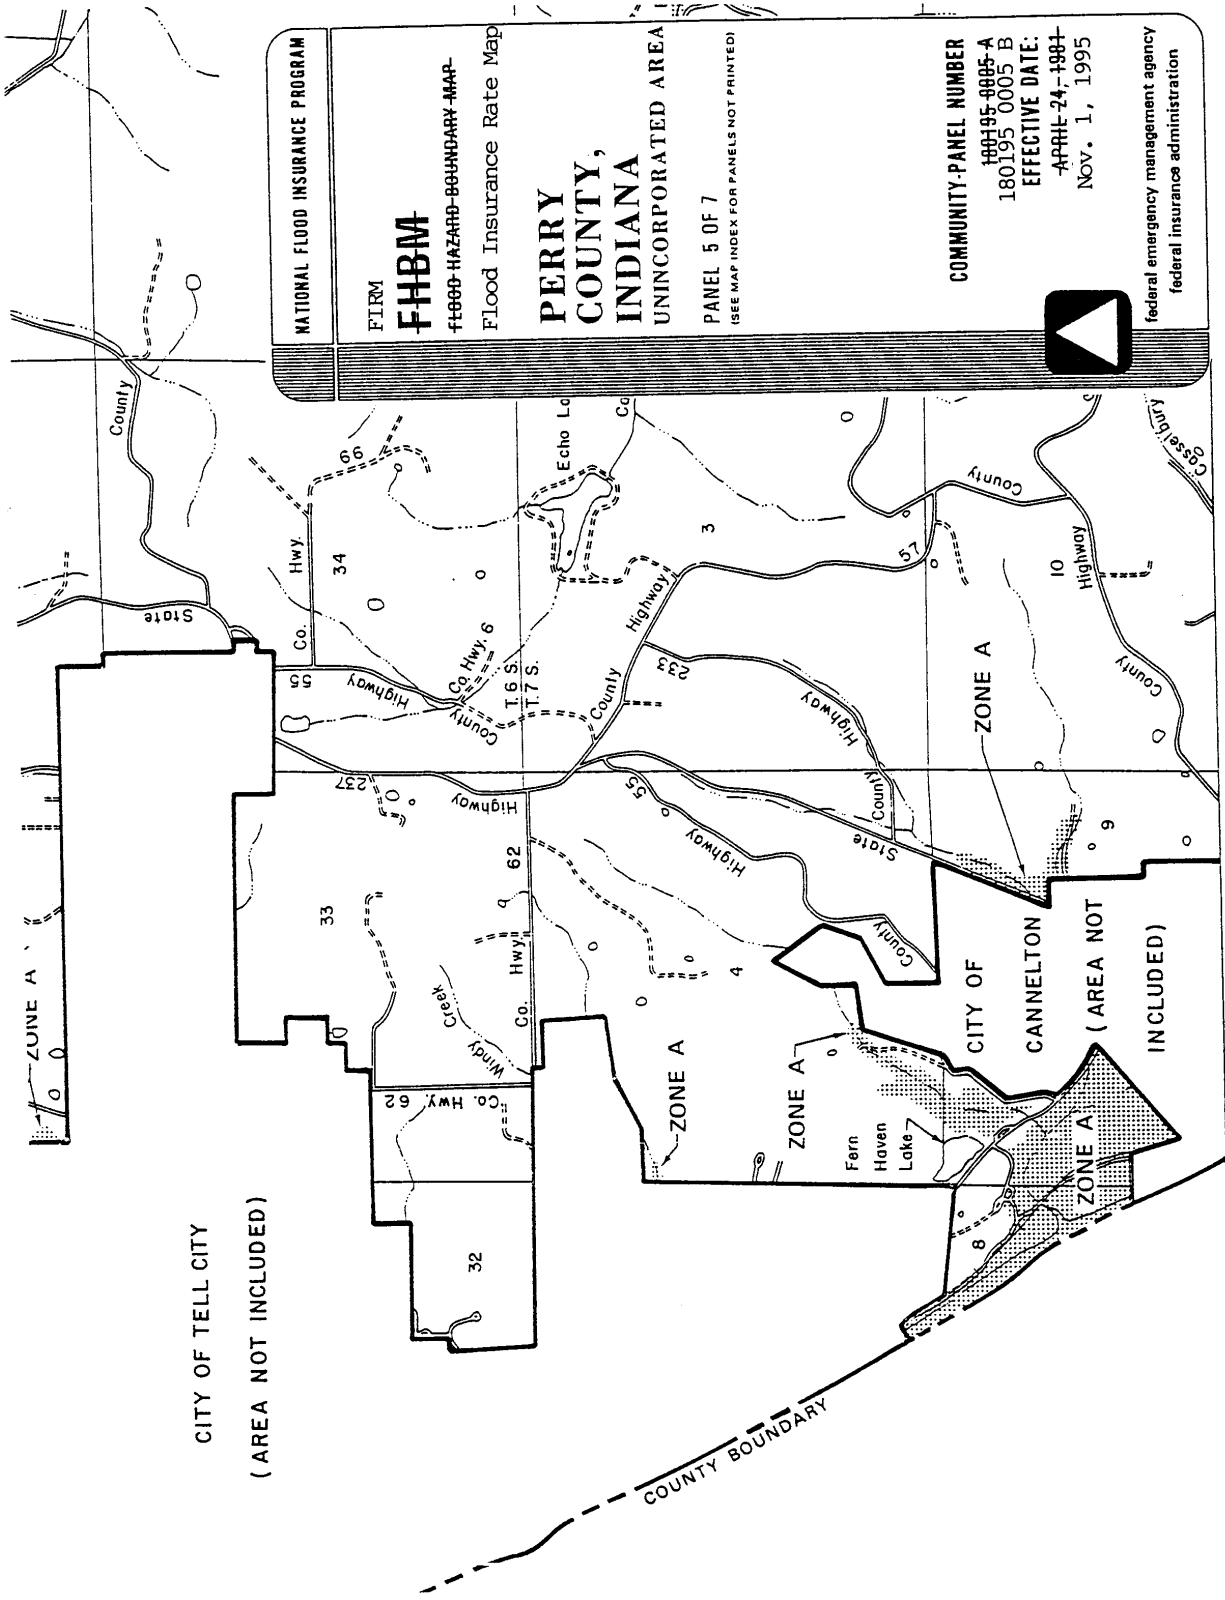 NATIONAL FLOOD INSURANCE PROGRAM
FIRM
FHBM
FLOOD HAZARD BOUNDARY MAP
Flood Insurance Rate Map
PERRY
COUNTY,
INDIANA
UNINCORPORATED AREA
PANEL 5 OF 7
(SEE MAP INDEX FOR PANELS NOT PRINTED)
COMMUNITY-PANEL NUMBER
180195 0005 A
180195 0005 B
EFFECTIVE DATE:
APRIL 24, 1981
Nov. 1, 1995
federal emergency management agency
federal insurance administration
County
State
Co. Hwy. 66
34
55
Highway
County
Co. Hwy. 6
T. 6 S.
T. 7 S.
Echo La
Co
3
County Highway 57
233
Highway
County
County
10
Highway
County
Casselbury
ZONE A
237
Highway
55
Highway
County
State
9
33
Co. Hwy. 62
Windy Creek
Co. Hwy. 62
4
32
ZONE A
ZONE A
ZONE A
ZONE A
Fern
Haven
Lake
8
CITY OF
CANNELTON
(AREA NOT
INCLUDED)
CITY OF TELL CITY
(AREA NOT INCLUDED)
COUNTY BOUNDARY